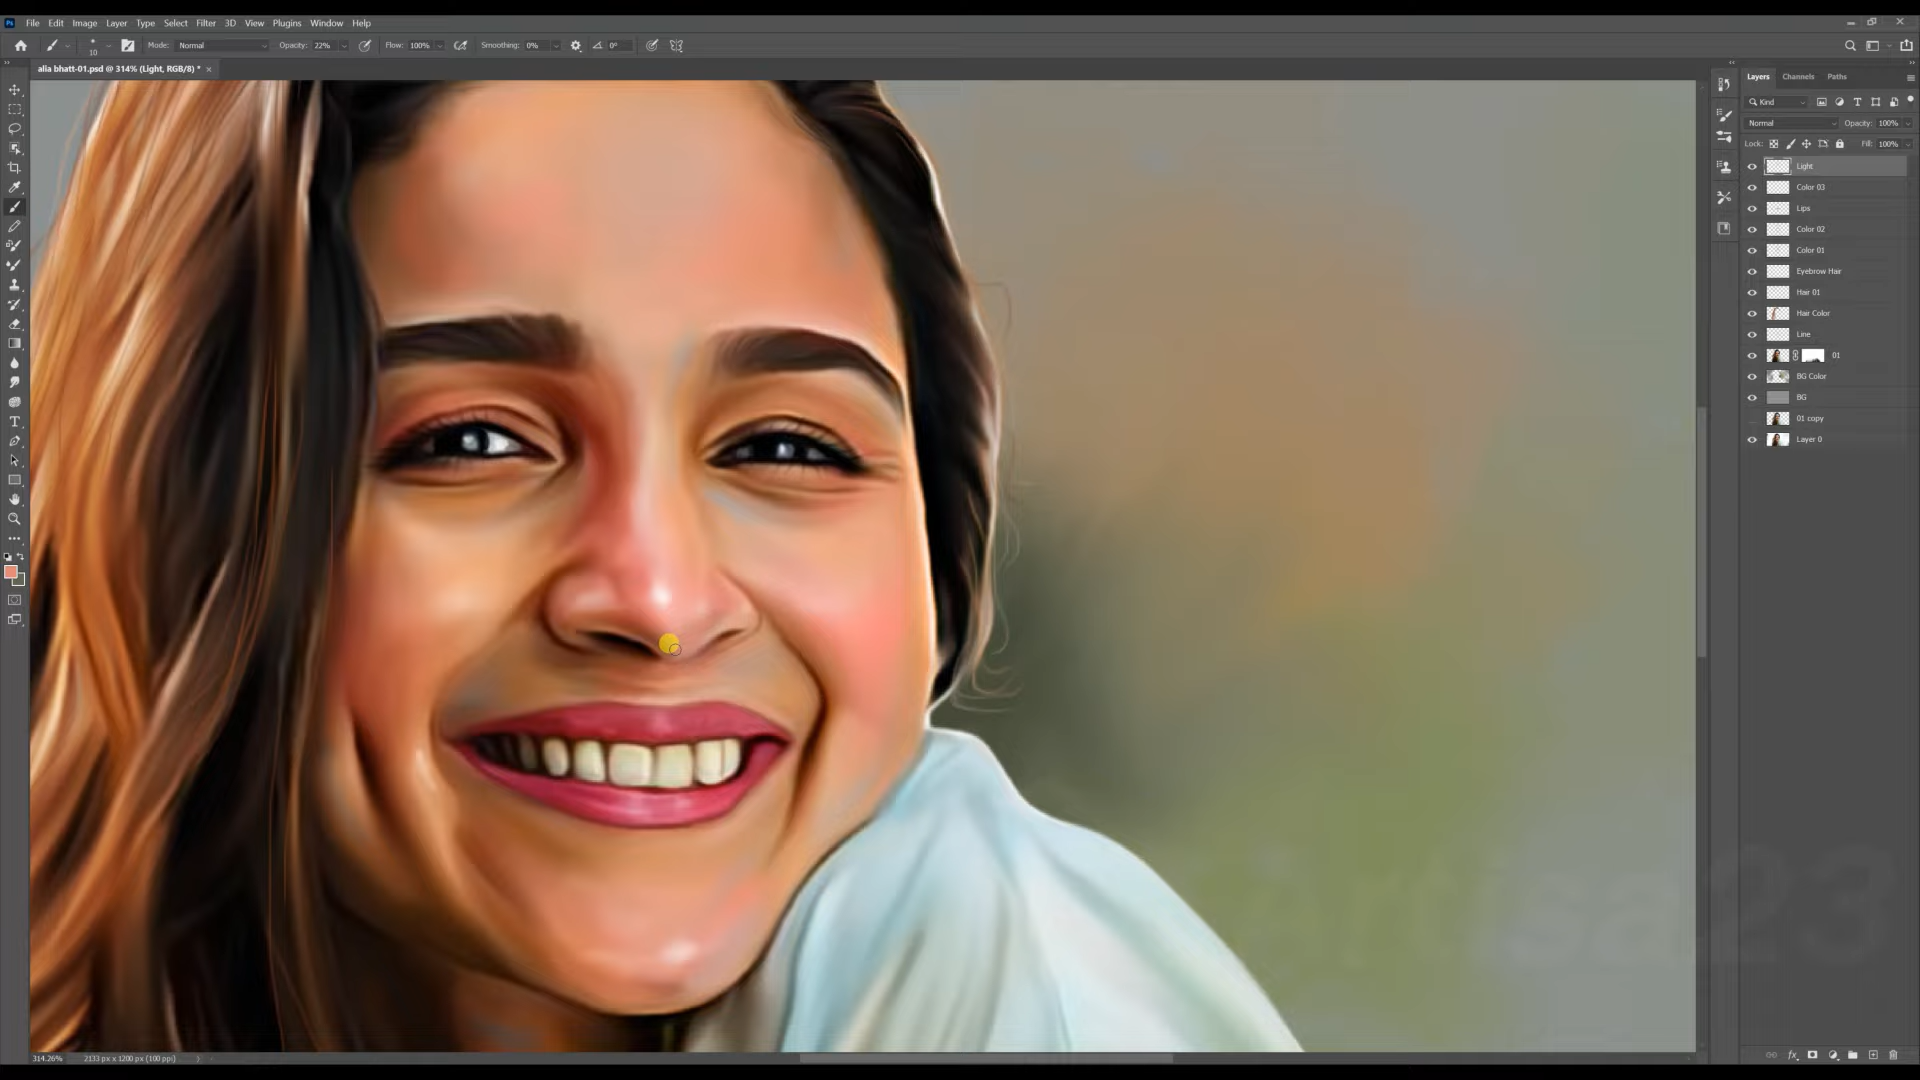 Ps File Edit Image Layer Type Select Filter 3D View Plugins Window Help
10 Mode: Normal Opacity: 22% Flow: 100% Smoothing: 0% 0°
alia bhatt-01.psd @ 314% (Light, RGB/8) * ×
Layers Channels Paths
Kind
Normal Opacity: 100%
Lock: Fill: 100%
Light
Color 03
Lips
Color 02
Color 01
Eyebrow Hair
Hair 01
Hair Color
Line
01
BG Color
BG
01 copy
Layer 0
314.26% 2133 px x 1200 px (100 ppi)